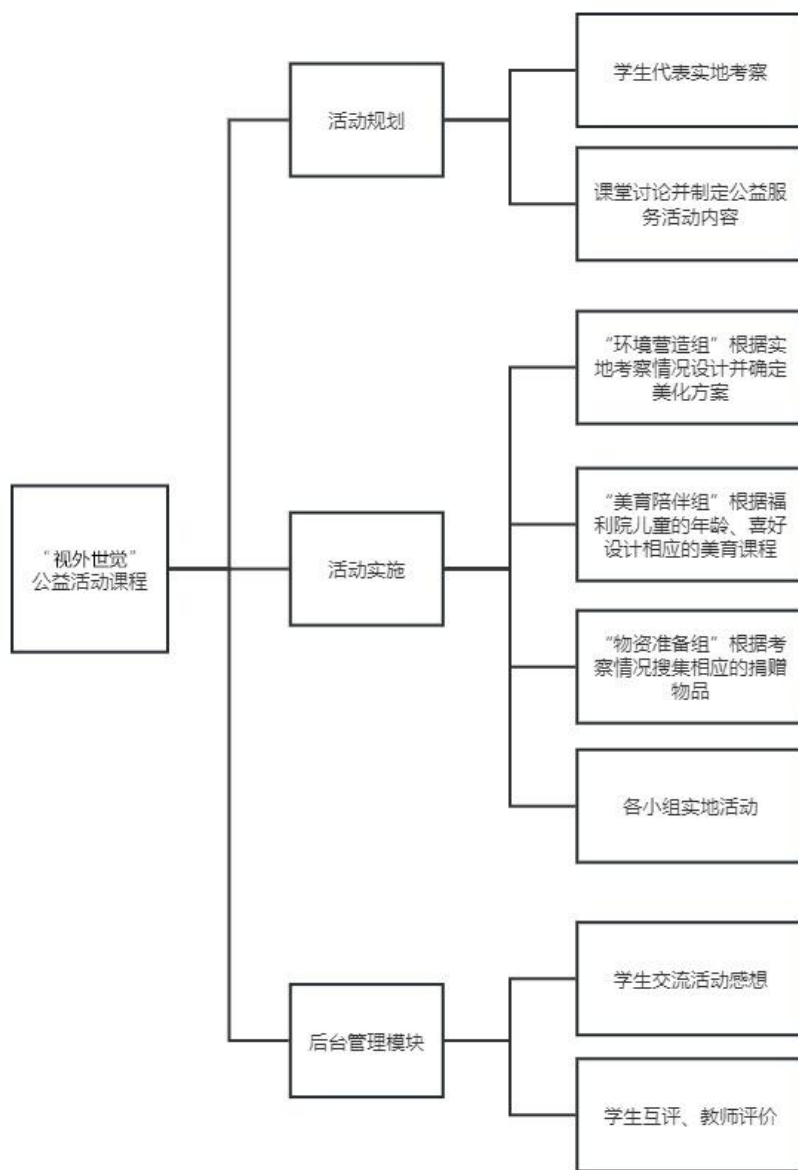 学生代表实地考察
活动规划
课堂讨论并制定公益服
务活动内容
“环境营造组”根据实
地考察情况设计并确定
美化方案
“美育陪伴组”根据福
利院儿童的年龄、喜好
设计相应的美育课程
“视外世觉”
公益活动课程
活动实施
“物资准备组”根据考
察情况搜集相应的捐赠
物品
各小组实地活动
学生交流活动感想
后台管理模块
学生互评、教师评价